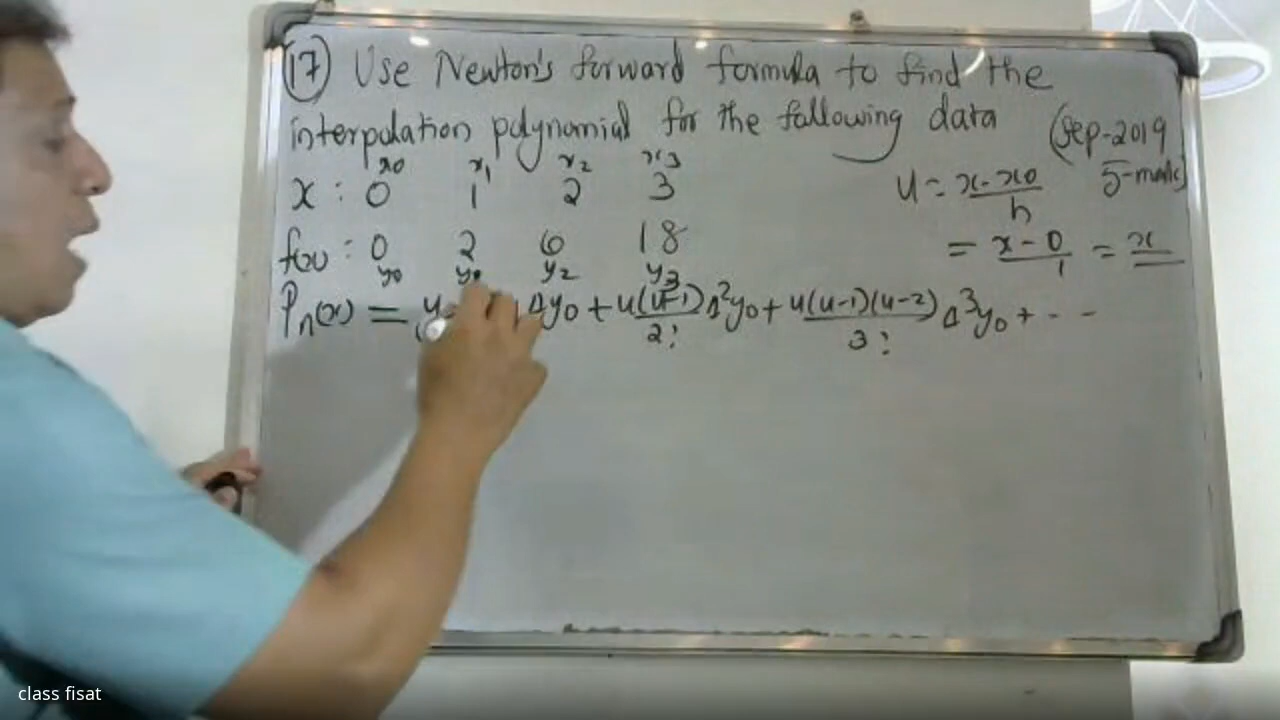 (17) Use Newton's forward formula to find the
interpolation polynomial for the following data (Sep-2019
5-marks)
x0 x1 x2 x3
x : 0 1 2 3
u = x-x0/h
f(x) : 0 2 6 18
= x-0/1 = x
y0 y1 y2 y3
Pn(x) = Δy0 + u(u-1)/2! Δ²y0 + u(u-1)(u-2)/3! Δ³y0 + - -
class fisat